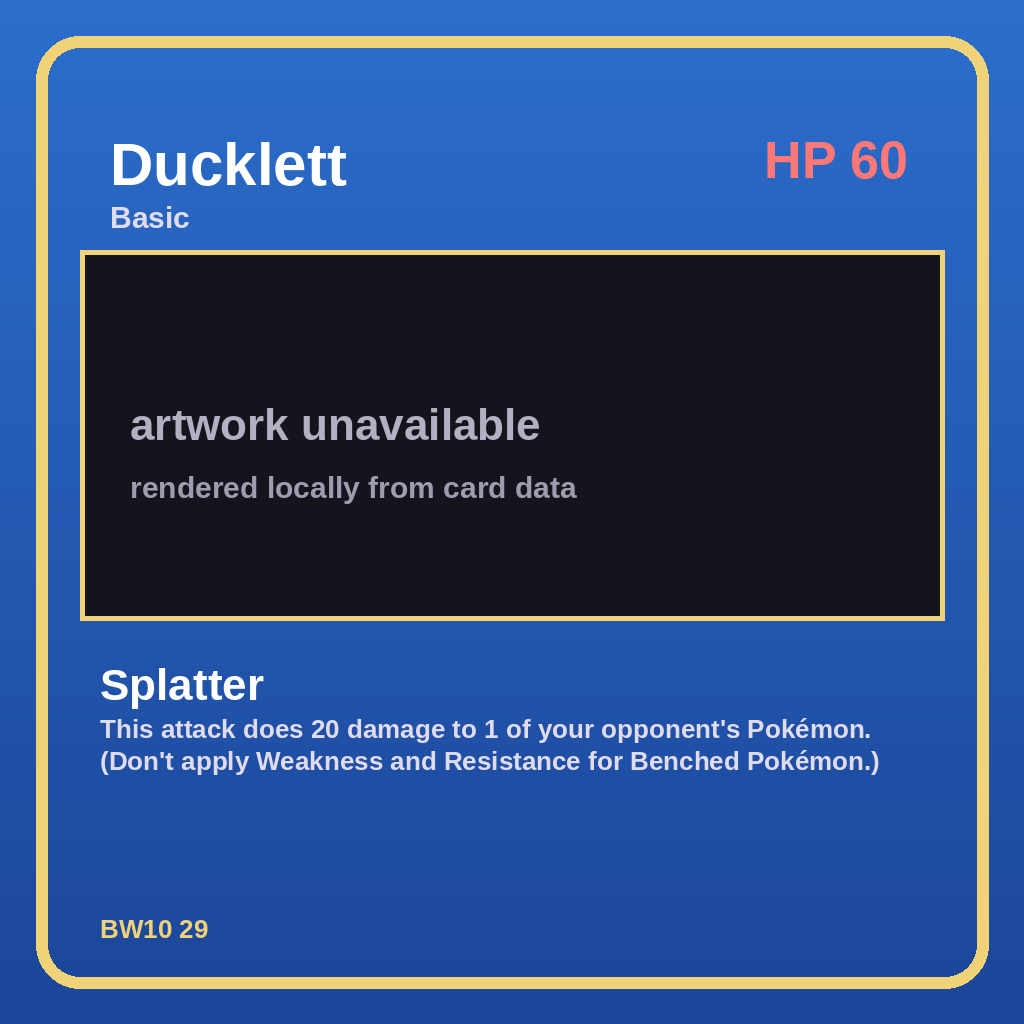 Ducklett
HP 60
Basic
artwork unavailable
rendered locally from card data
Splatter
This attack does 20 damage to 1 of your opponent's Pokémon.
(Don't apply Weakness and Resistance for Benched Pokémon.)
BW10 29